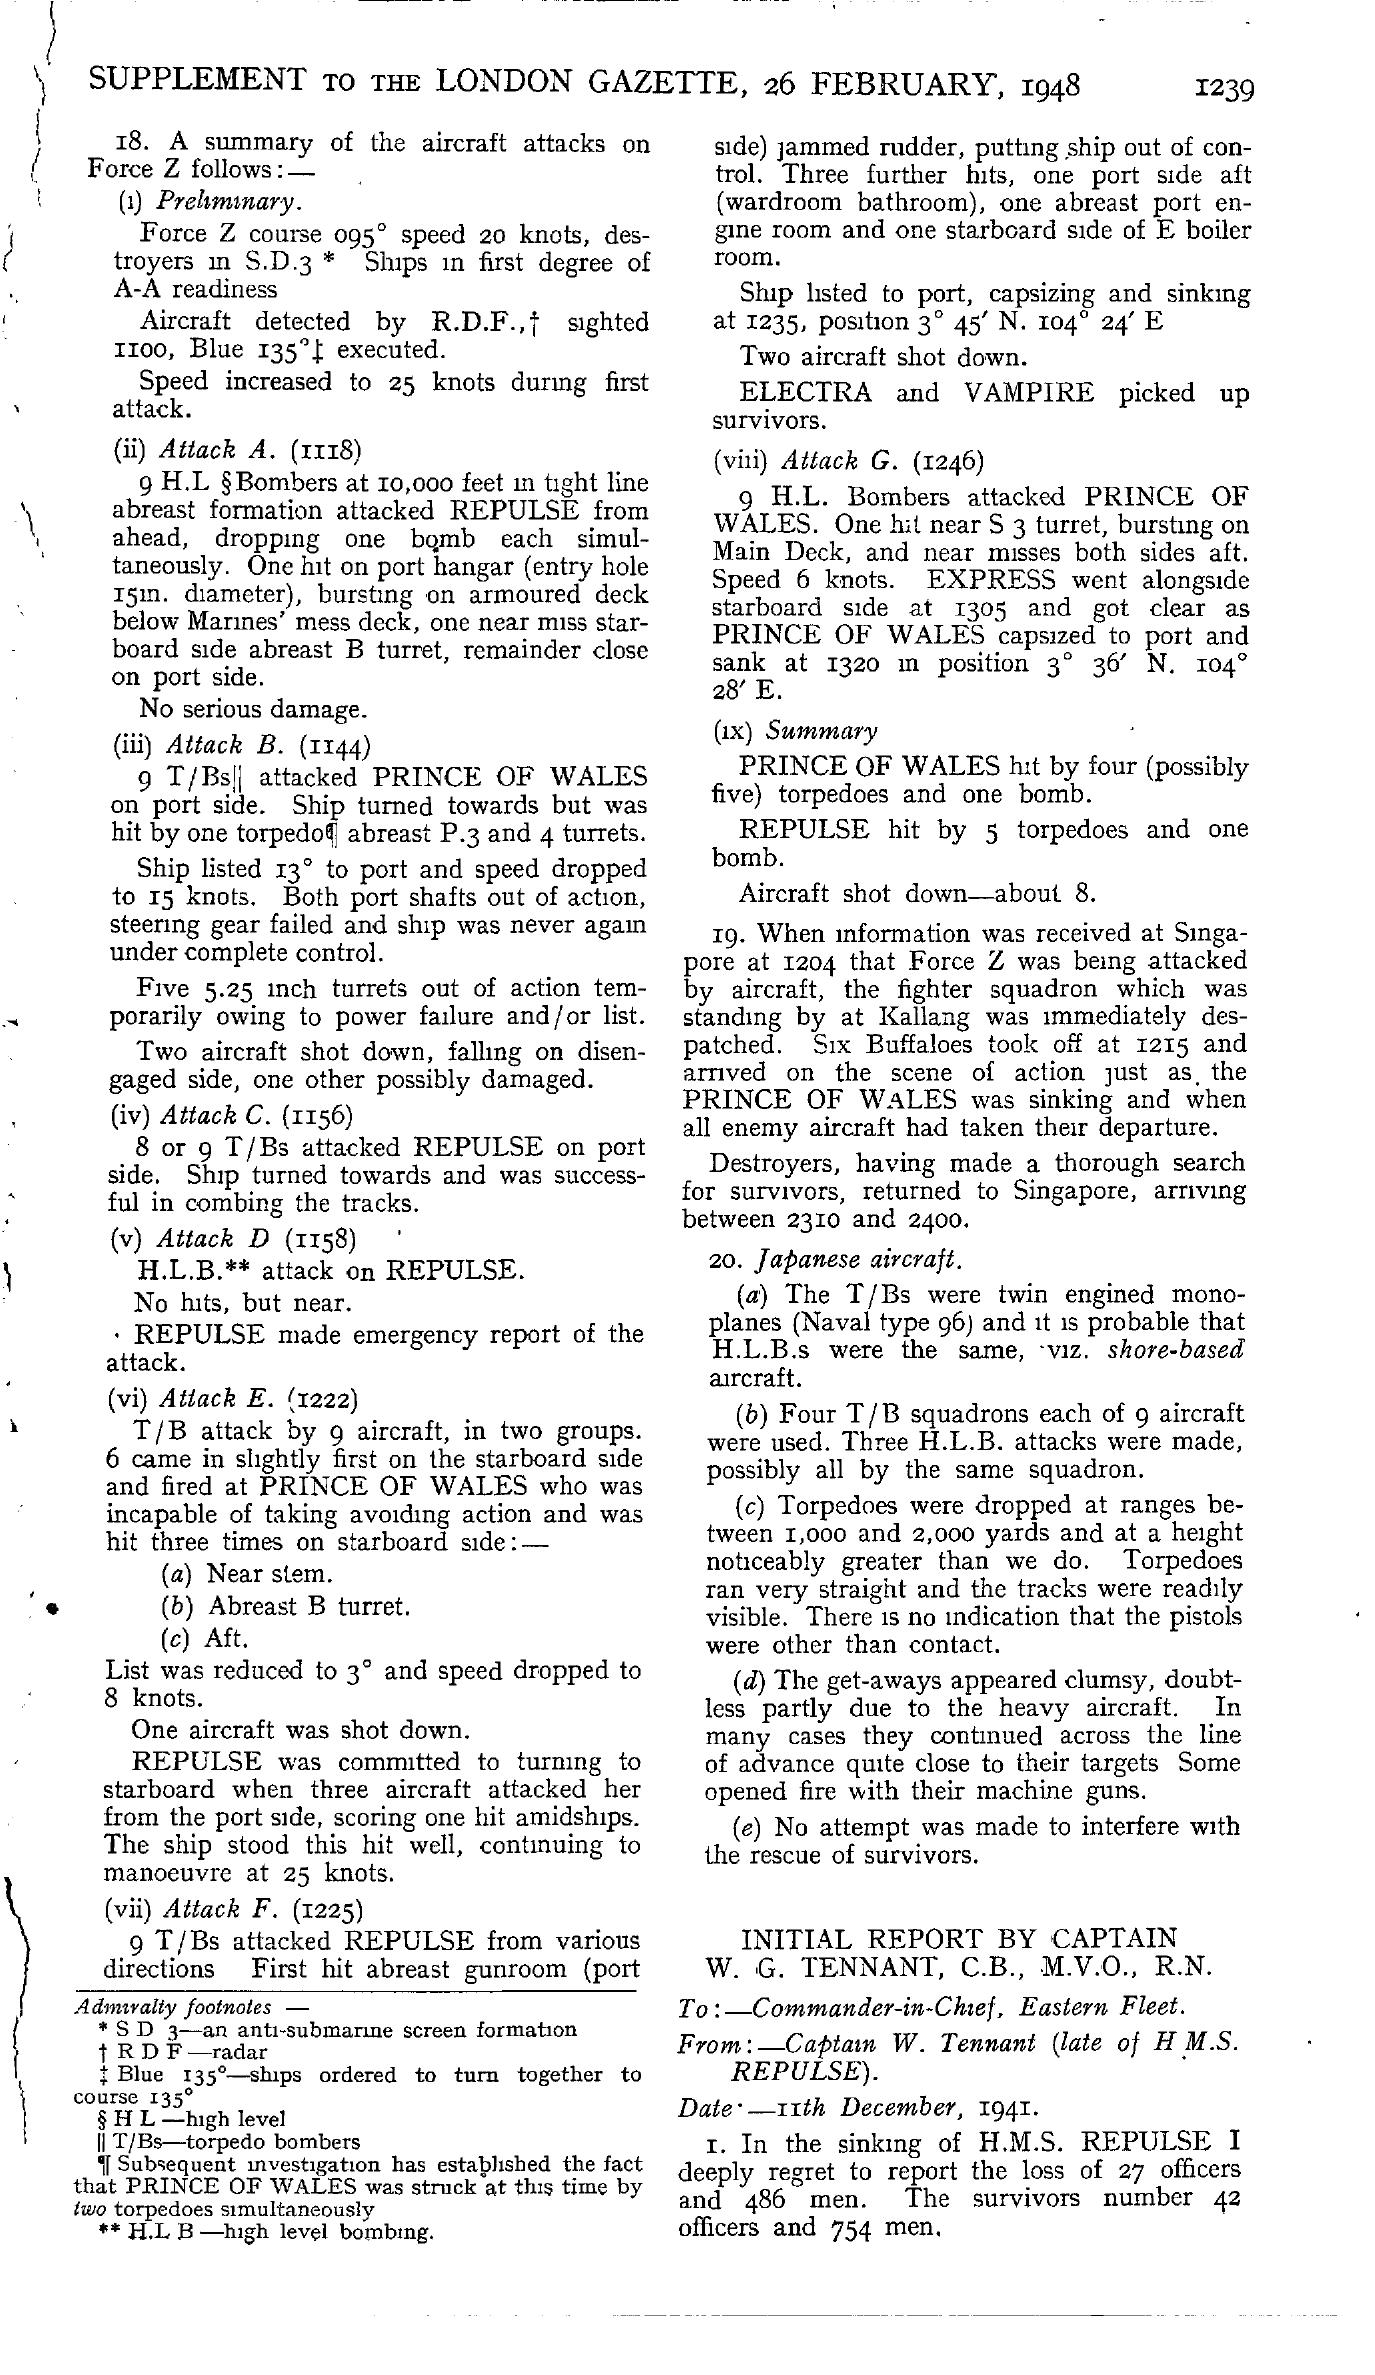 SUPPLEMENT TO THE LONDON GAZETTE, 26 FEBRUARY, 1948 1239
18. A summary of the aircraft attacks on
Force Z follows:—
(i) Preliminary.
Force Z course 095° speed 20 knots, des-
troyers in S.D.3 * Ships in first degree of
A-A readiness
Aircraft detected by R.D.F.,† sighted
1100, Blue 135°‡ executed.
Speed increased to 25 knots during first
attack.
(ii) Attack A. (1118)
9 H.L §Bombers at 10,000 feet in tight line
abreast formation attacked REPULSE from
ahead, dropping one bomb each simul-
taneously. One hit on port hangar (entry hole
15in. diameter), bursting on armoured deck
below Marines' mess deck, one near miss star-
board side abreast B turret, remainder close
on port side.
No serious damage.
(iii) Attack B. (1144)
9 T/Bs|| attacked PRINCE OF WALES
on port side. Ship turned towards but was
hit by one torpedo¶ abreast P.3 and 4 turrets.
Ship listed 13° to port and speed dropped
to 15 knots. Both port shafts out of action,
steering gear failed and ship was never again
under complete control.
Five 5.25 inch turrets out of action tem-
porarily owing to power failure and/or list.
Two aircraft shot down, falling on disen-
gaged side, one other possibly damaged.
(iv) Attack C. (1156)
8 or 9 T/Bs attacked REPULSE on port
side. Ship turned towards and was success-
ful in combing the tracks.
(v) Attack D (1158)
H.L.B.** attack on REPULSE.
No hits, but near.
REPULSE made emergency report of the
attack.
(vi) Attack E. (1222)
T/B attack by 9 aircraft, in two groups.
6 came in slightly first on the starboard side
and fired at PRINCE OF WALES who was
incapable of taking avoiding action and was
hit three times on starboard side:—
(a) Near stem.
(b) Abreast B turret.
(c) Aft.
List was reduced to 3° and speed dropped to
8 knots.
One aircraft was shot down.
REPULSE was committed to turning to
starboard when three aircraft attacked her
from the port side, scoring one hit amidships.
The ship stood this hit well, continuing to
manoeuvre at 25 knots.
(vii) Attack F. (1225)
9 T/Bs attacked REPULSE from various
directions First hit abreast gunroom (port
Admiralty footnotes —
* S D 3—an anti-submarine screen formation
† R D F —radar
‡ Blue 135°—ships ordered to turn together to
course 135°
§ H L —high level
|| T/Bs—torpedo bombers
¶ Subsequent investigation has established the fact
that PRINCE OF WALES was struck at this time by
two torpedoes simultaneously
** H.L B —high level bombing.
side) jammed rudder, putting ship out of con-
trol. Three further hits, one port side aft
(wardroom bathroom), one abreast port en-
gine room and one starboard side of E boiler
room.
Ship listed to port, capsizing and sinking
at 1235, position 3° 45′ N. 104° 24′ E
Two aircraft shot down.
ELECTRA and VAMPIRE picked up
survivors.
(viii) Attack G. (1246)
9 H.L. Bombers attacked PRINCE OF
WALES. One hit near S 3 turret, bursting on
Main Deck, and near misses both sides aft.
Speed 6 knots. EXPRESS went alongside
starboard side at 1305 and got clear as
PRINCE OF WALES capsized to port and
sank at 1320 in position 3° 36′ N. 104°
28′ E.
(ix) Summary
PRINCE OF WALES hit by four (possibly
five) torpedoes and one bomb.
REPULSE hit by 5 torpedoes and one
bomb.
Aircraft shot down—about 8.
19. When information was received at Singa-
pore at 1204 that Force Z was being attacked
by aircraft, the fighter squadron which was
standing by at Kallang was immediately des-
patched. Six Buffaloes took off at 1215 and
arrived on the scene of action just as the
PRINCE OF WALES was sinking and when
all enemy aircraft had taken their departure.
Destroyers, having made a thorough search
for survivors, returned to Singapore, arriving
between 2310 and 2400.
20. Japanese aircraft.
(a) The T/Bs were twin engined mono-
planes (Naval type 96) and it is probable that
H.L.B.s were the same, viz. shore-based
aircraft.
(b) Four T/B squadrons each of 9 aircraft
were used. Three H.L.B. attacks were made,
possibly all by the same squadron.
(c) Torpedoes were dropped at ranges be-
tween 1,000 and 2,000 yards and at a height
noticeably greater than we do. Torpedoes
ran very straight and the tracks were readily
visible. There is no indication that the pistols
were other than contact.
(d) The get-aways appeared clumsy, doubt-
less partly due to the heavy aircraft. In
many cases they continued across the line
of advance quite close to their targets Some
opened fire with their machine guns.
(e) No attempt was made to interfere with
the rescue of survivors.
INITIAL REPORT BY CAPTAIN
W. G. TENNANT, C.B., M.V.O., R.N.
To:—Commander-in-Chief, Eastern Fleet.
From:—Captain W. Tennant (late of H M.S.
REPULSE).
Date·—11th December, 1941.
1. In the sinking of H.M.S. REPULSE I
deeply regret to report the loss of 27 officers
and 486 men. The survivors number 42
officers and 754 men.